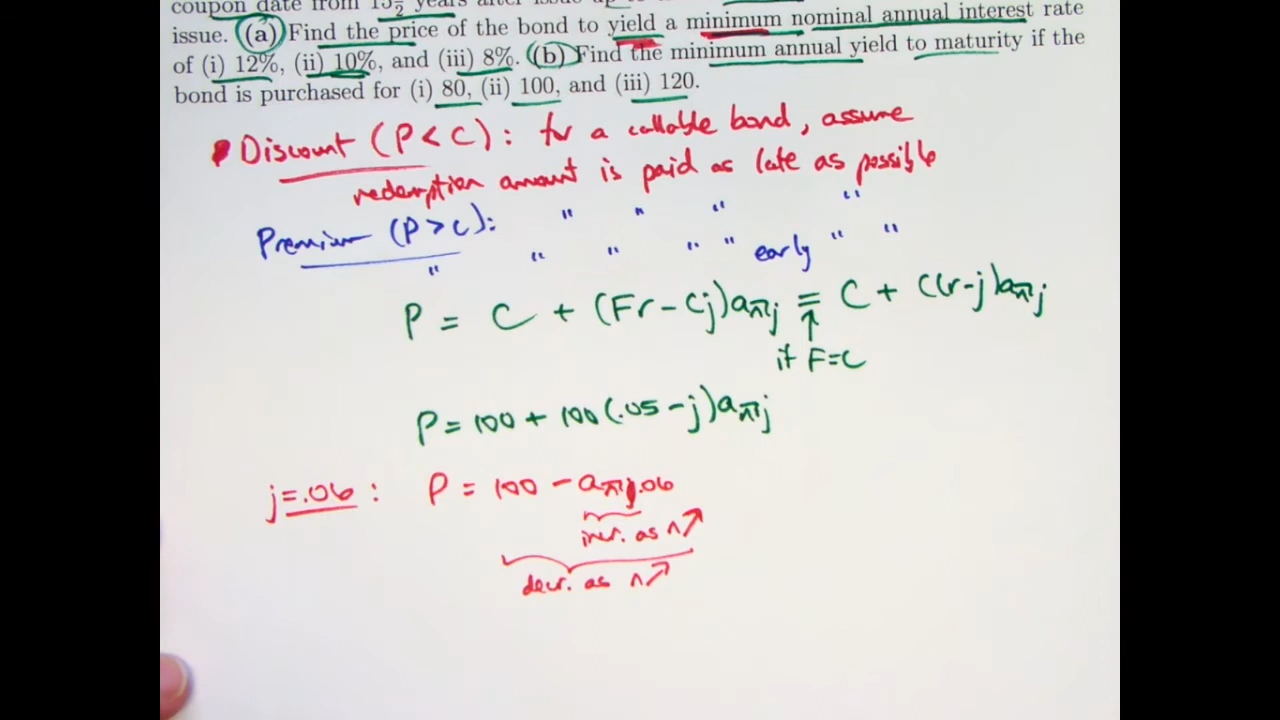 coupon date from 15½ years after issue up to
issue. (a) Find the price of the bond to yield a minimum nominal annual interest rate
of (i) 12%, (ii) 10%, and (iii) 8%. (b) Find the minimum annual yield to maturity if the
bond is purchased for (i) 80, (ii) 100, and (iii) 120.
Discount (P < C): for a callable bond, assume
redemption amount is paid as late as possible
Premium (P > C): " " " "
" " " " " early " "
P = C + (Fr - Cj)a_n̅|j = C + C(r-j)a_n̅|j
↑
if F=C
P = 100 + 100(.05 - j)a_n̅|j
j=.06: P = 100 - a_n̅|.06
incr. as n↗
decr. as n↗